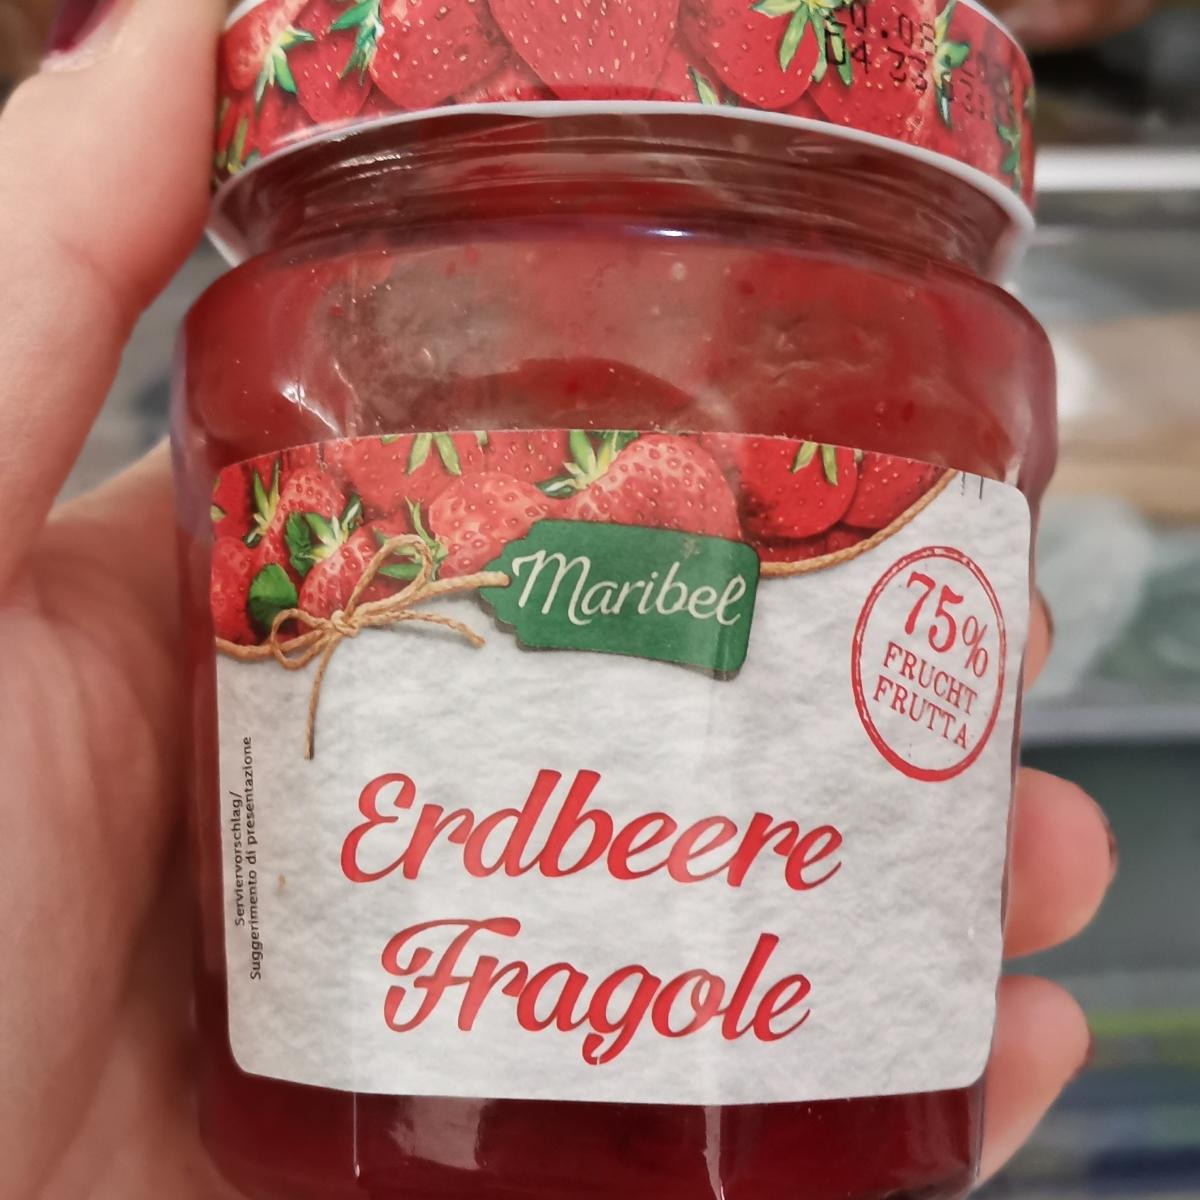 Maribel
75%
FRUCHT
FRUTTA
Erdbeere
Fragole
Serviervorschlag/
Suggerimento di presentazione